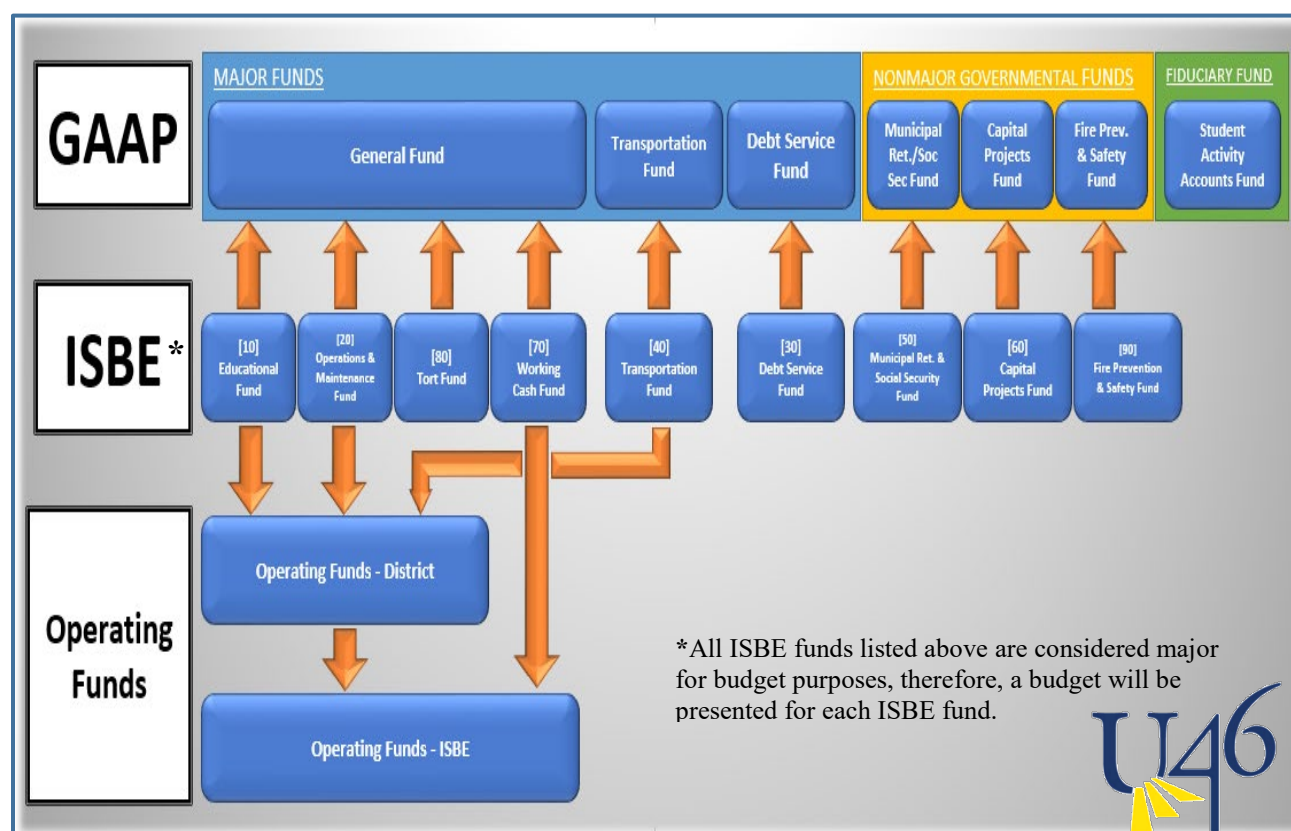 GAAP
MAJOR FUNDS
General Fund
Transportation
Fund
Debt Service
Fund
NONMAJOR GOVERNMENTAL FUNDS
Municipal
Ret./Soc
Sec Fund
Capital
Projects
Fund
Fire Prev.
& Safety
Fund
FIDUCIARY FUND
Student
Activity
Accounts Fund
ISBE *
[10]
Educational
Fund
[20]
Operations &
Maintenance
Fund
[80]
Tort Fund
[70]
Working
Cash Fund
[40]
Transportation
Fund
[30]
Debt Service
Fund
[50]
Municipal Ret. &
Social Security
Fund
[60]
Capital
Projects Fund
[90]
Fire Prevention
& Safety Fund
Operating
Funds
Operating Funds - District
Operating Funds - ISBE
*All ISBE funds listed above are considered major
for budget purposes, therefore, a budget will be
presented for each ISBE fund.
U46